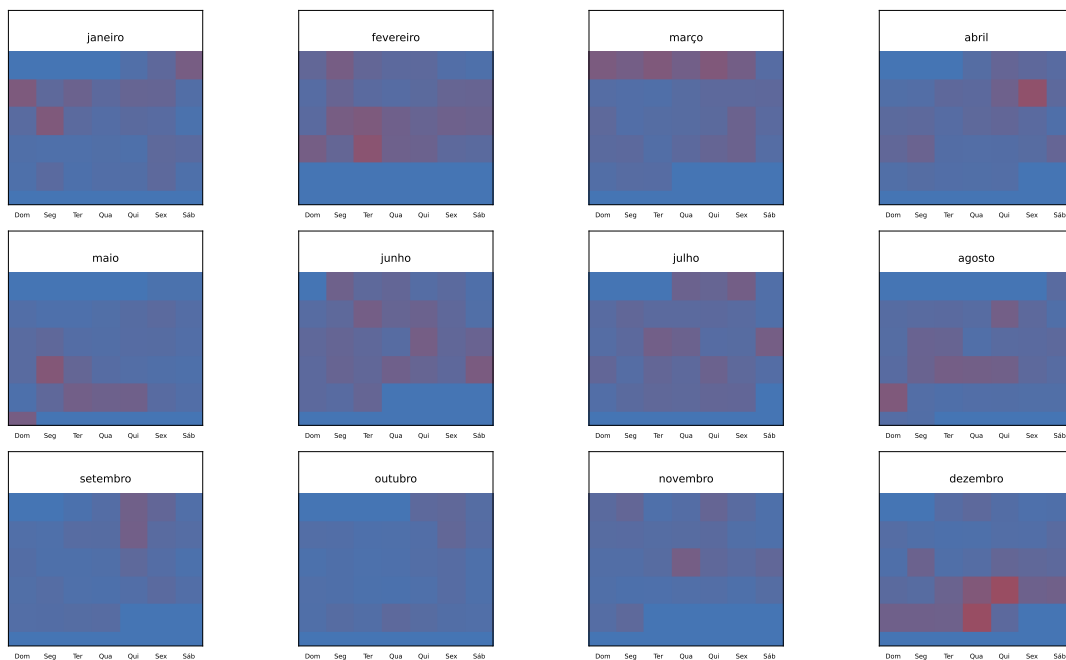 janeiro
fevereiro
março
abril
Dom Seg Ter Qua Qui Sex Sáb
Dom Seg Ter Qua Qui Sex Sáb
Dom Seg Ter Qua Qui Sex Sáb
Dom Seg Ter Qua Qui Sex Sáb
maio
junho
julho
agosto
Dom Seg Ter Qua Qui Sex Sáb
Dom Seg Ter Qua Qui Sex Sáb
Dom Seg Ter Qua Qui Sex Sáb
Dom Seg Ter Qua Qui Sex Sáb
setembro
outubro
novembro
dezembro
Dom Seg Ter Qua Qui Sex Sáb
Dom Seg Ter Qua Qui Sex Sáb
Dom Seg Ter Qua Qui Sex Sáb
Dom Seg Ter Qua Qui Sex Sáb